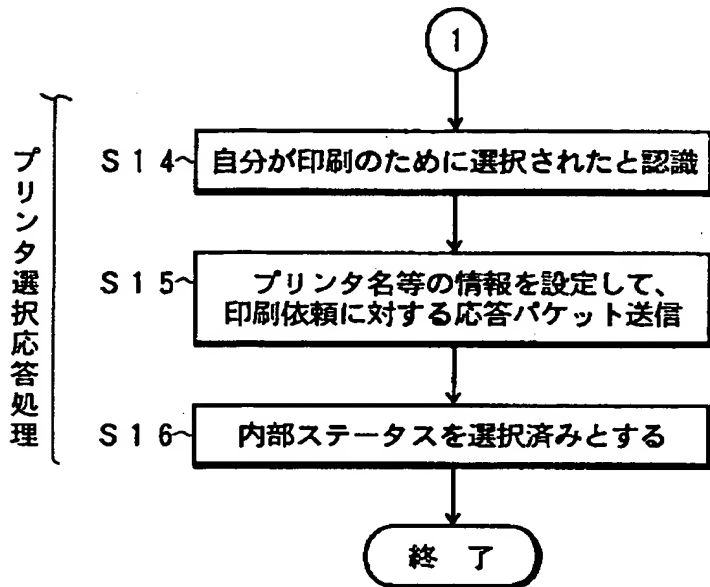 1
プリンタ選択応答処理
S14~ 自分が印刷のために選択されたと認識
S15~ プリンタ名等の情報を設定して、
印刷依頼に対する応答パケット送信
S16~ 内部ステータスを選択済みとする
終 了